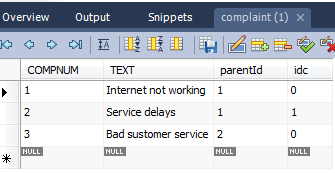 Overview Output Snippets complaint (1)
COMPNUM TEXT parentId idc
1 Internet not working 1 0
2 Service delays 1 1
3 Bad sustomer service 2 0
NULL NULL NULL NULL